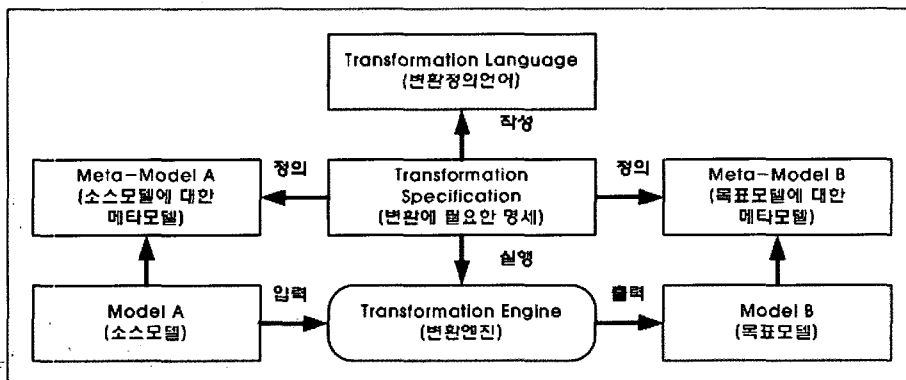 Transformation Language
(변환정의언어)
작성
Meta-Model A
(소스모델에 대한
메타모델)
정의
Transformation
Specification
(변환에 필요한 명세)
정의
Meta-Model B
(목표모델에 대한
메타모델)
실행
Model A
(소스모델)
입력
Transformation Engine
(변환엔진)
출력
Model B
(목표모델)